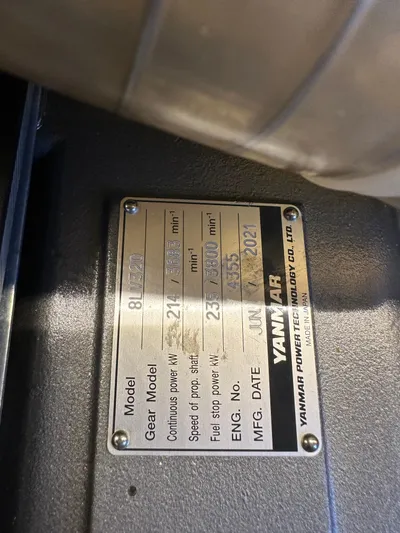 Model 8LV320
Gear Model
Continuous power kW 214 / 3683 min⁻¹
Speed of prop. shaft. min⁻¹
Fuel stop power kW 235 / 3800 min⁻¹
ENG. No. 4355
MFG. DATE JUN. 2021
YANMAR
YANMAR POWER TECHNOLOGY CO., LTD.
MADE IN JAPAN